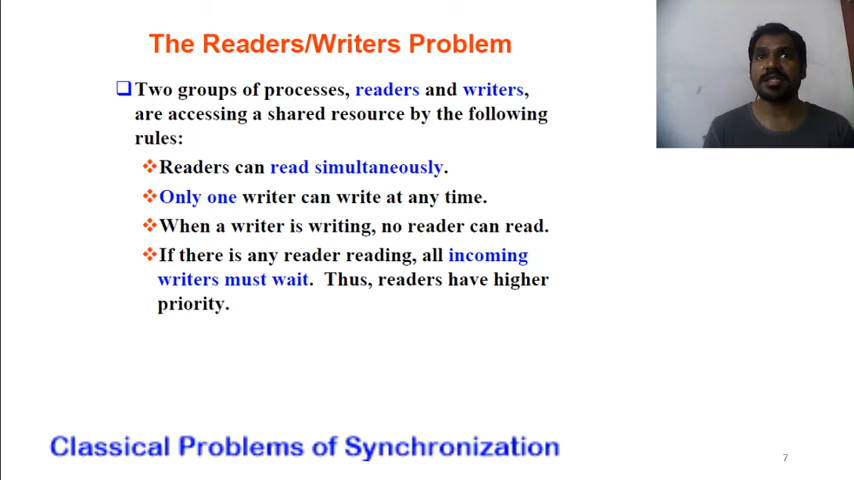 The Readers/Writers Problem
Two groups of processes, readers and writers,
are accessing a shared resource by the following
rules:
Readers can read simultaneously.
Only one writer can write at any time.
When a writer is writing, no reader can read.
If there is any reader reading, all incoming
writers must wait. Thus, readers have higher
priority.
Classical Problems of Synchronization
7